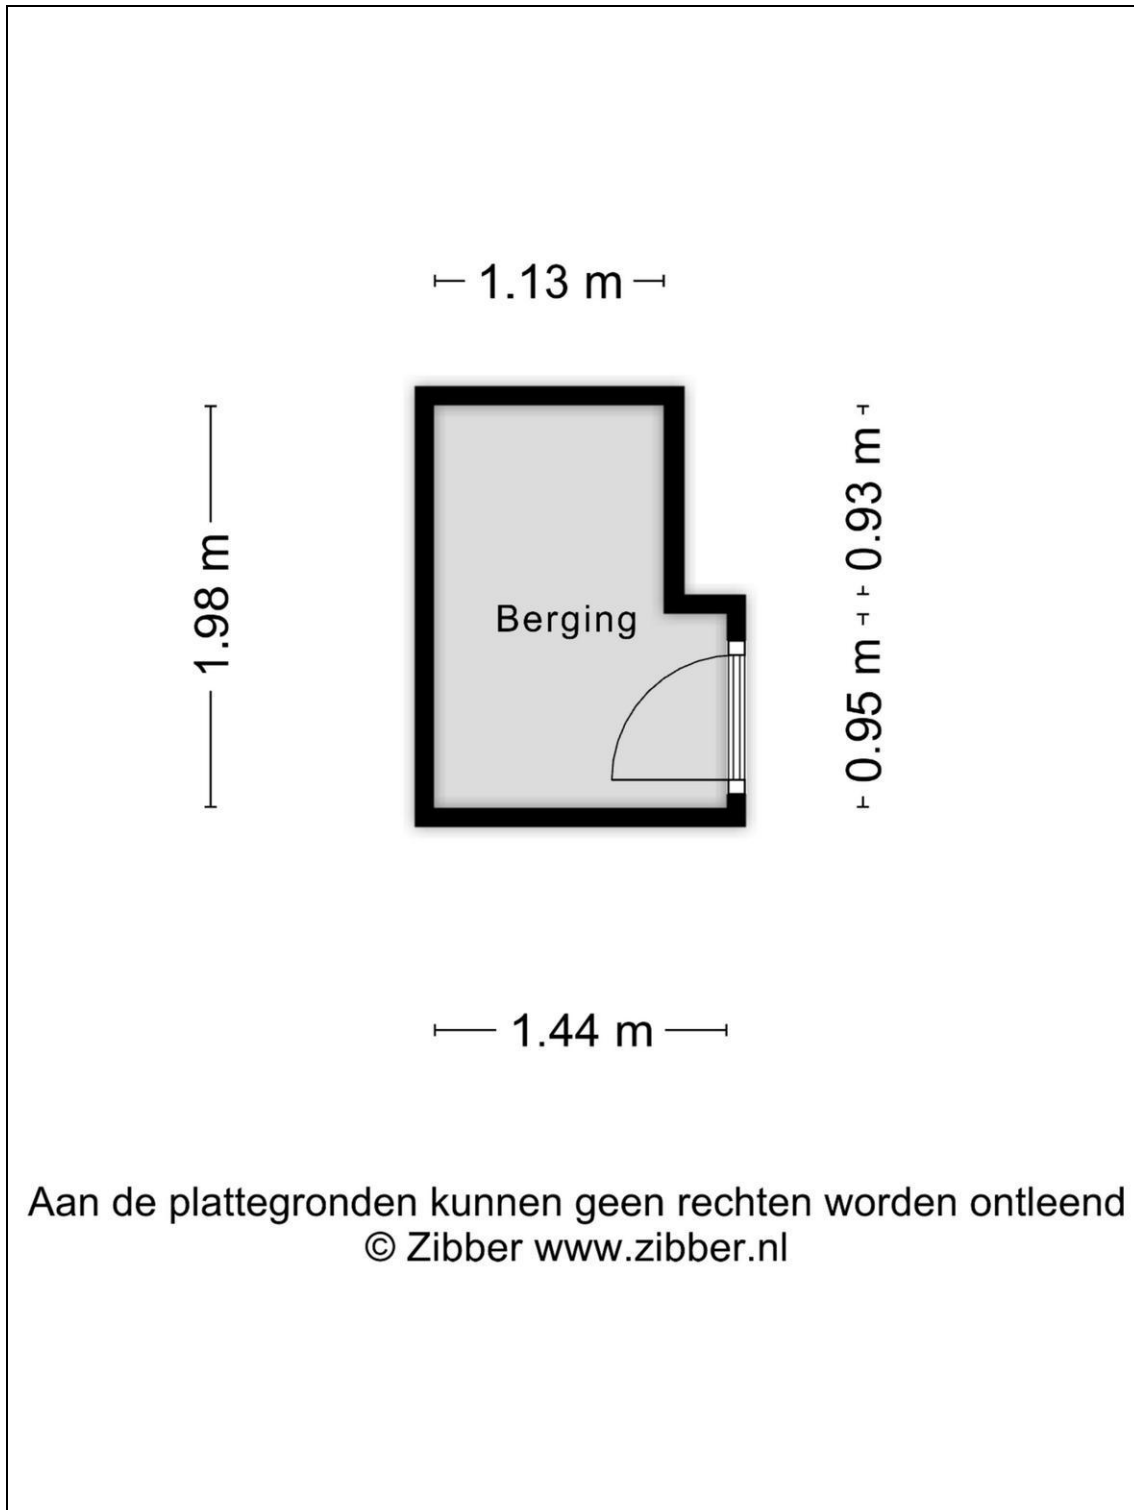 1.13 m
0.93 m
1.98 m
Berging
0.95 m
1.44 m
Aan de plattegronden kunnen geen rechten worden ontleend
© Zibber www.zibber.nl